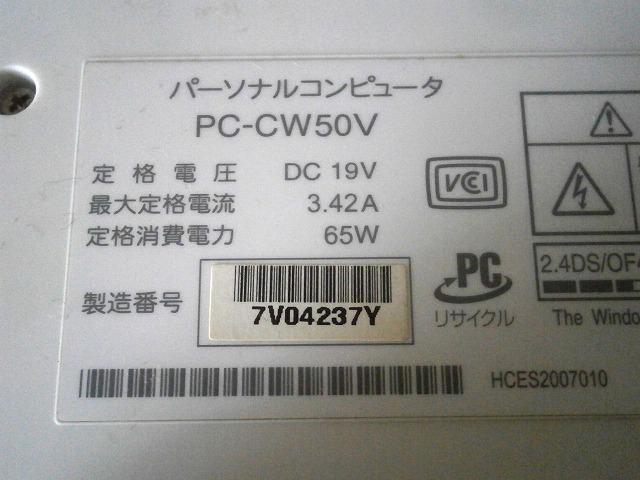 パーソナルコンピュータ
PC-CW50V
定格電圧 DC 19V
最大定格電流 3.42A
定格消費電力 65W
製造番号 7V04237Y
VCCI
PC
リサイクル
2.4DS/OF4
The Windo
HCES2007010